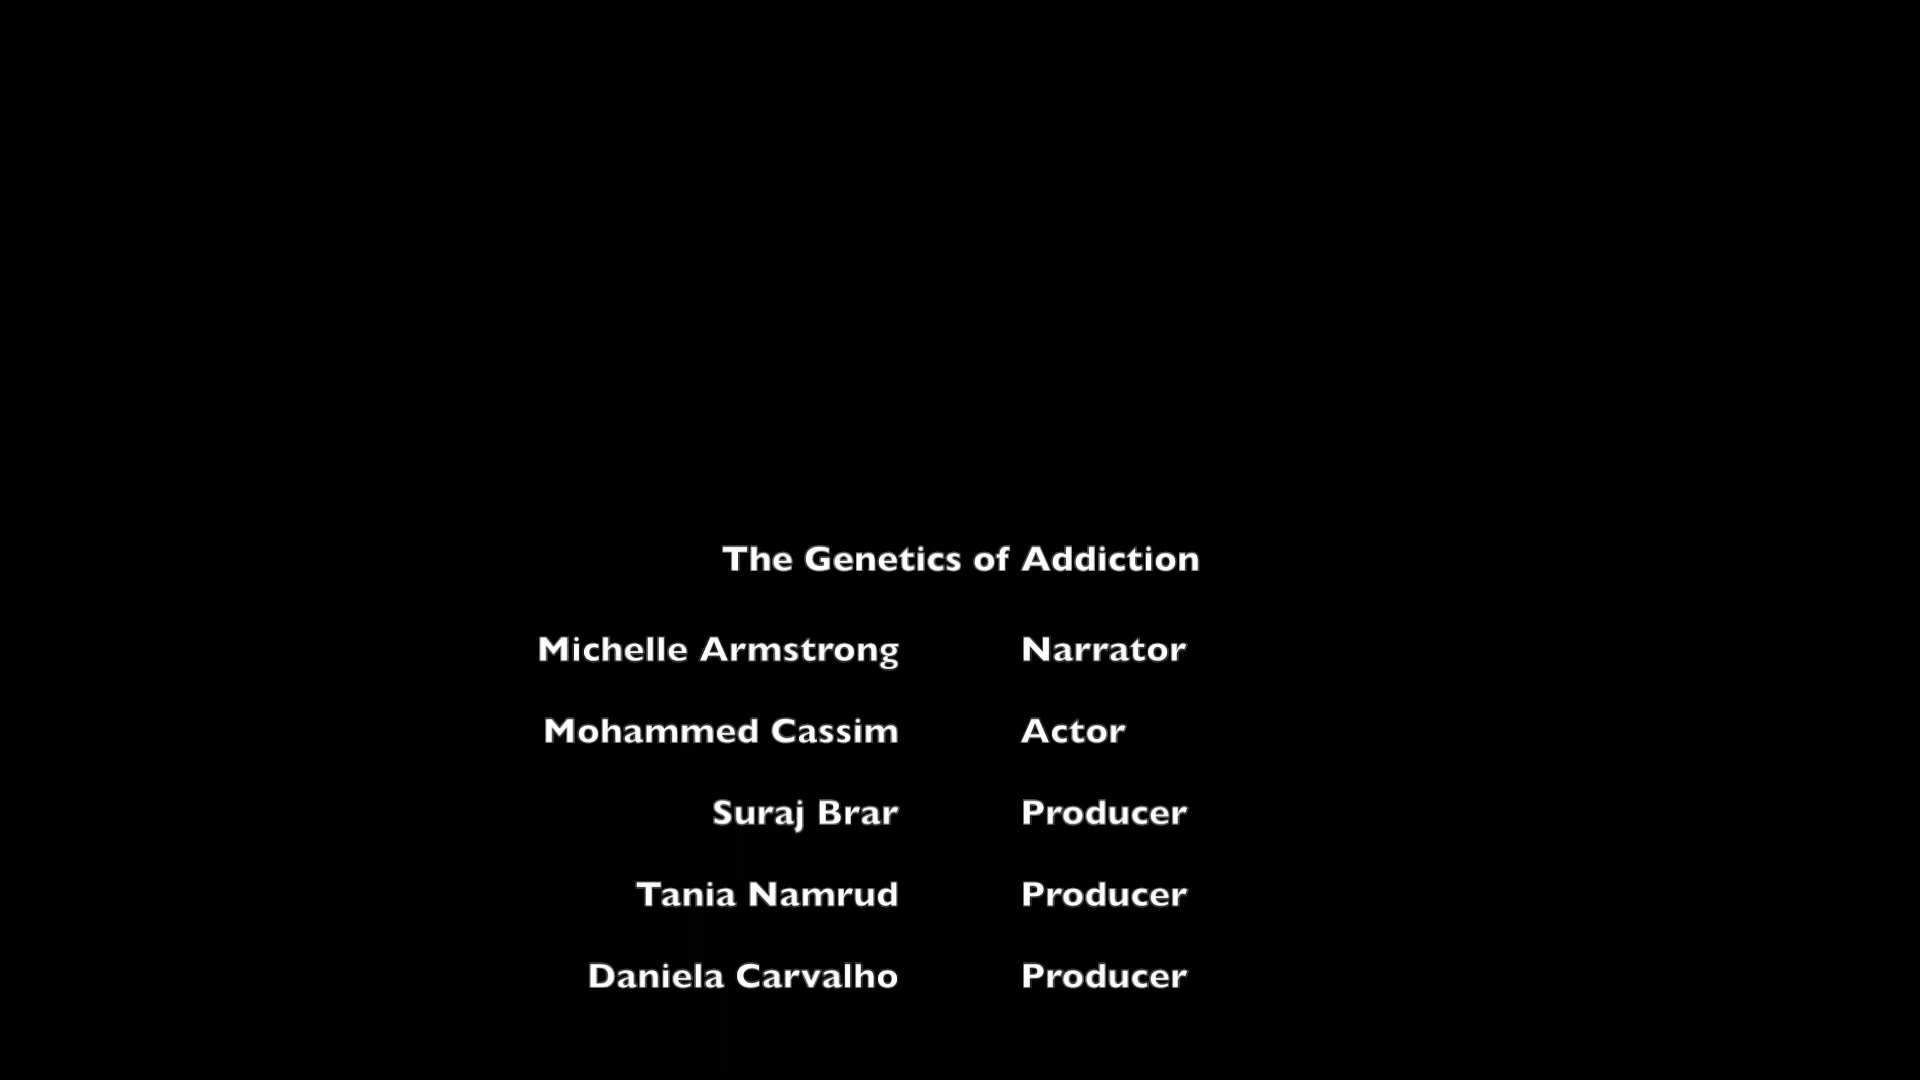 The Genetics of Addiction
Michelle Armstrong Narrator
Mohammed Cassim Actor
Suraj Brar Producer
Tania Namrud Producer
Daniela Carvalho Producer